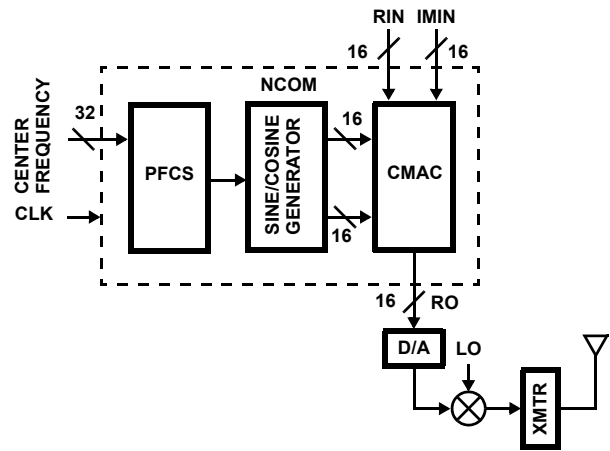 RIN
IMIN
16
16
NCOM
CENTER
FREQUENCY
32
CLK
PFCS
SINE/COSINE
GENERATOR
16
16
CMAC
16
RO
D/A
LO
XMTR